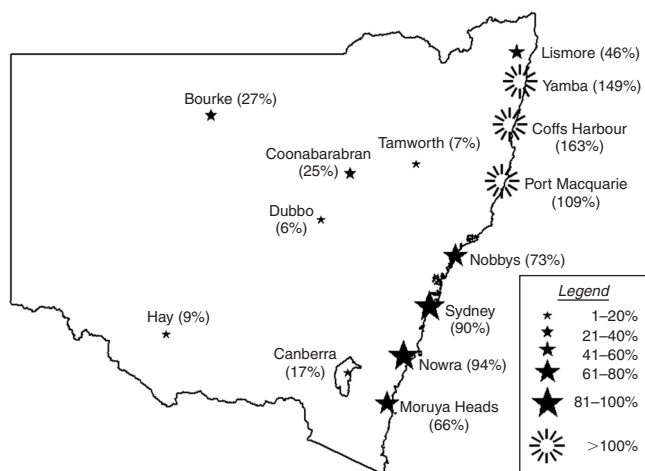 Lismore (46%)
Yamba (149%)
Bourke (27%)
Coffs Harbour
(163%)
Tamworth (7%)
Coonabarabran
(25%)
Port Macquarie
(109%)
Dubbo
(6%)
Nobbys (73%)
Sydney
(90%)
Hay (9%)
Canberra
(17%)
Nowra (94%)
Moruya Heads
(66%)
Legend
1–20%
21–40%
41–60%
61–80%
81–100%
>100%